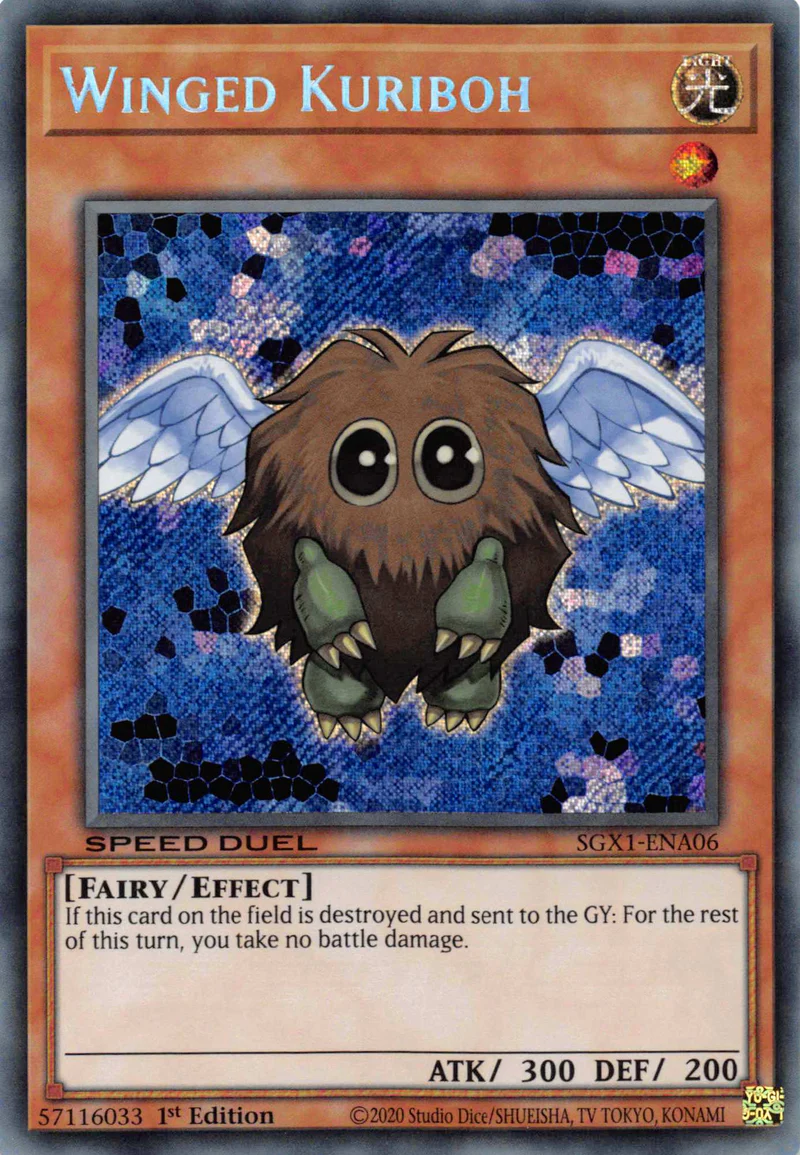 WINGED KURIBOH
LIGHT
光
SPEED DUEL
SGX1-ENA06
[FAIRY/EFFECT]
If this card on the field is destroyed and sent to the GY: For the rest
of this turn, you take no battle damage.
ATK/ 300 DEF/ 200
57116033 1st Edition ©2020 Studio Dice/SHUEISHA, TV TOKYO, KONAMI